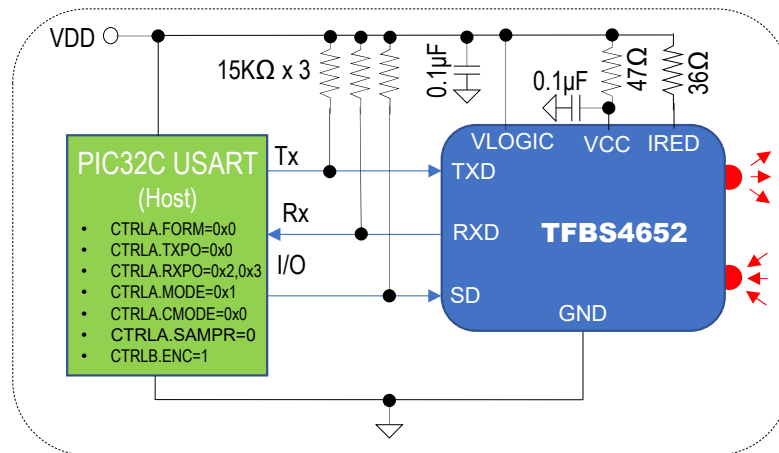 VDD
15KΩ x 3
0.1µF
0.1µF
47Ω
36Ω
PIC32C USART
(Host)
• CTRLA.FORM=0x0
• CTRLA.TXPO=0x0
• CTRLA.RXPO=0x2,0x3
• CTRLA.MODE=0x1
• CTRLA.CMODE=0x0
• CTRLA.SAMPR=0
• CTRLB.ENC=1
Tx
Rx
I/O
VLOGIC
VCC
IRED
TXD
RXD
TFBS4652
SD
GND